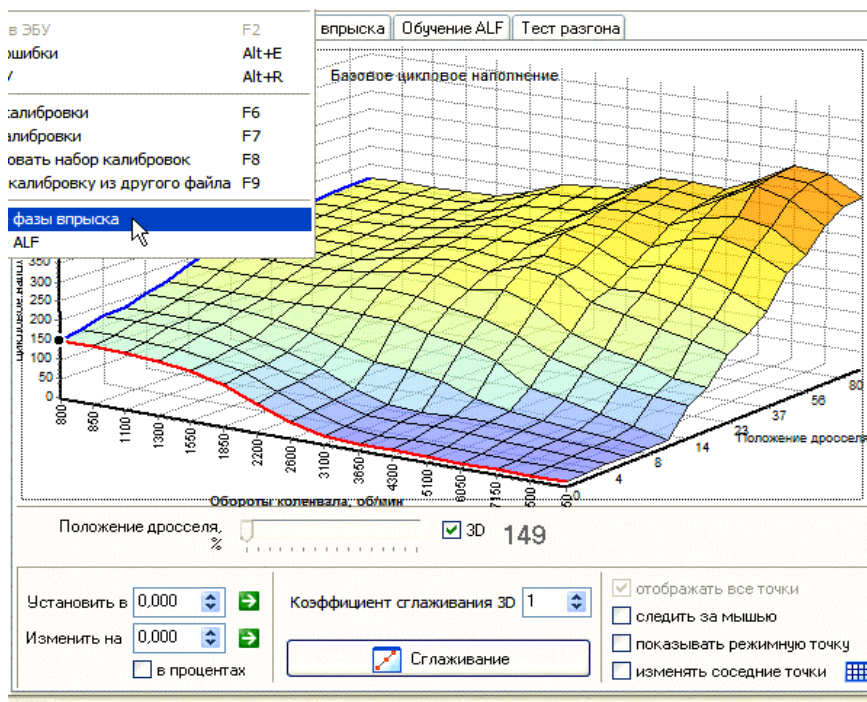 в ЭБУ F2
ошибки Alt+E
У Alt+R
калибровки F6
алибровки F7
овать набор калибровок F8
калибровку из другого файла F9
фазы впрыска
ALF
впрыска Обучение ALF Тест разгона
Базовое цикловое наполнение
350
300
250
200
150
100
50
0
800 850 1100 1300 1550 1850 2200 2600 3100 3650 4300 5100 6050 7150
0 4 8 14 23 37 56 80
Положение дросселя
Обороты коленвала, об/мин
Положение дросселя, %
3D 149
Установить в 0,000
Изменить на 0,000
в процентах
Коэффициент сглаживания 3D 1
Сглаживание
отображать все точки
следить за мышью
показывать режимную точку
изменять соседние точки